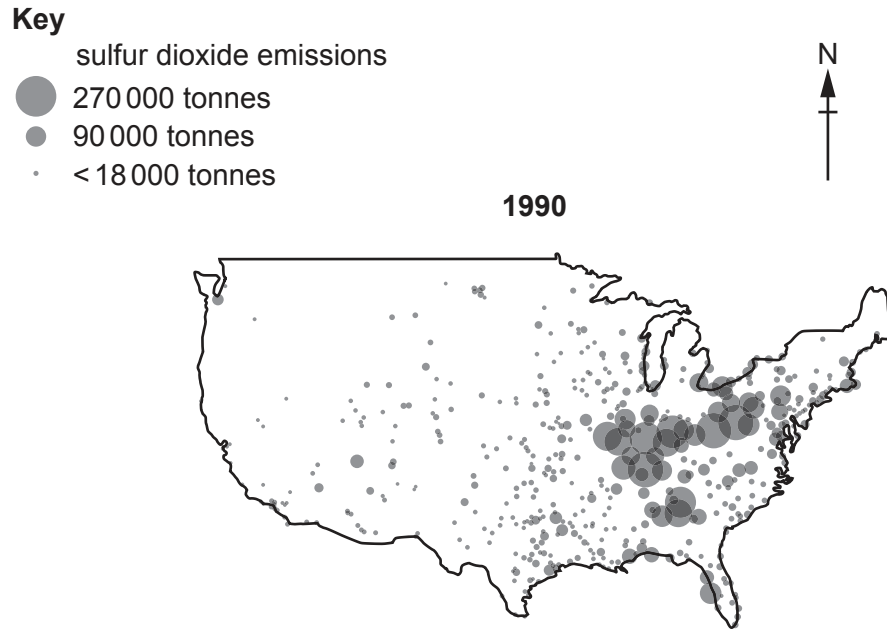 Key
sulfur dioxide emissions
270 000 tonnes
90 000 tonnes
< 18 000 tonnes
N
1990